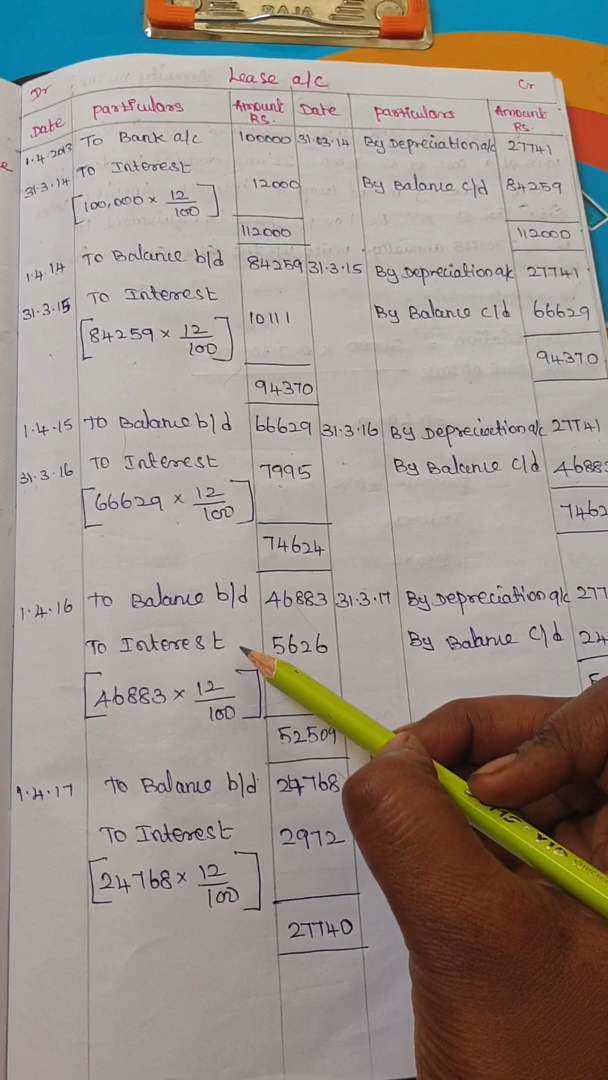 RAJA
Lease a/c
Dr Cr
Date particulars Amount Rs. Date particulars Amount Rs.
1.4.2013 To Bank a/c 100000 31.03.14 By Depreciation a/c 27741
31.3.14 To Interest 12000 By Balance c/d 84259
[100,000 × 12/100]
112000 112000
1.4.14 To Balance b/d 84259 31.3.15 By Depreciation a/c 27741
31.3.15 To Interest 10111 By Balance c/d 66629
[84259 × 12/100]
94370 94370
1.4.15 To Balance b/d 66629 31.3.16 By Depreciation a/c 27741
31.3.16 To Interest 7995 By Balance c/d 4688
[66629 × 12/100]
74624 7462
1.4.16 To Balance b/d 46883 31.3.17 By Depreciation a/c 277
To Interest 5626 By Balance c/d 24
[46883 × 12/100]
52509 5
1.4.17 To Balance b/d 24768
To Interest 2972
[24768 × 12/100]
27740